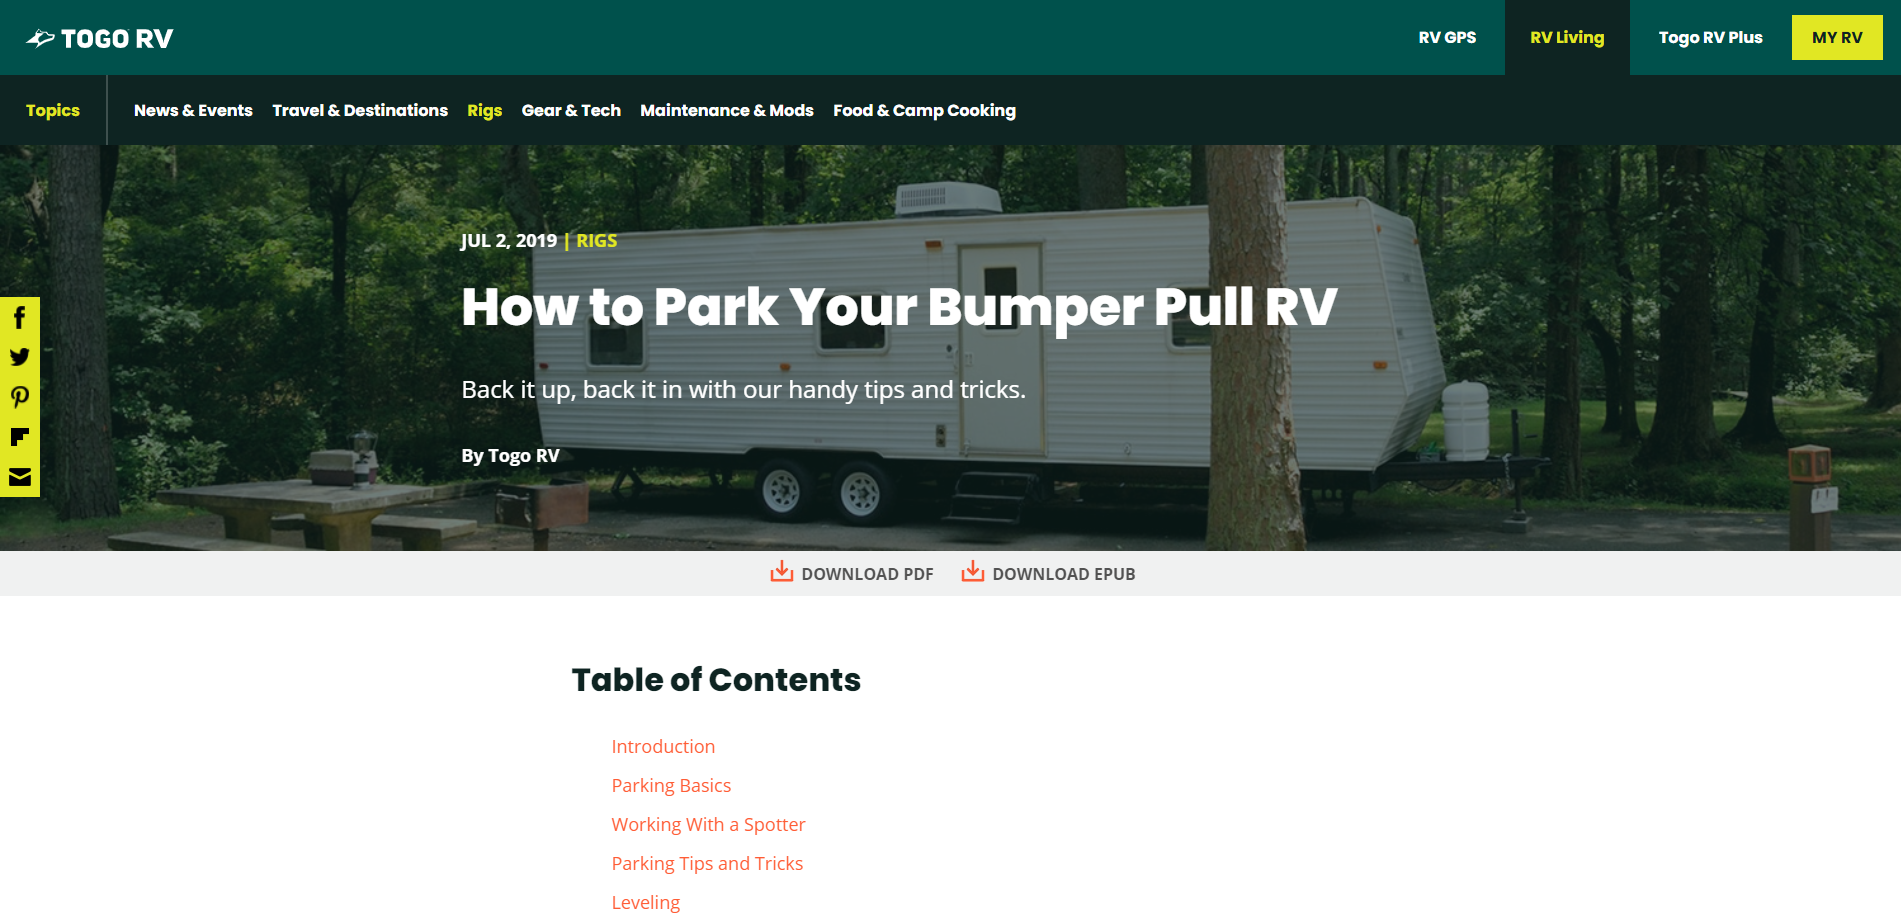 TOGO RV
RV GPS
RV Living
Togo RV Plus
MY RV
Topics
News & Events
Travel & Destinations
Rigs
Gear & Tech
Maintenance & Mods
Food & Camp Cooking
JUL 2, 2019 | RIGS
How to Park Your Bumper Pull RV
Back it up, back it in with our handy tips and tricks.
By Togo RV
DOWNLOAD PDF
DOWNLOAD EPUB
Table of Contents
Introduction
Parking Basics
Working With a Spotter
Parking Tips and Tricks
Leveling